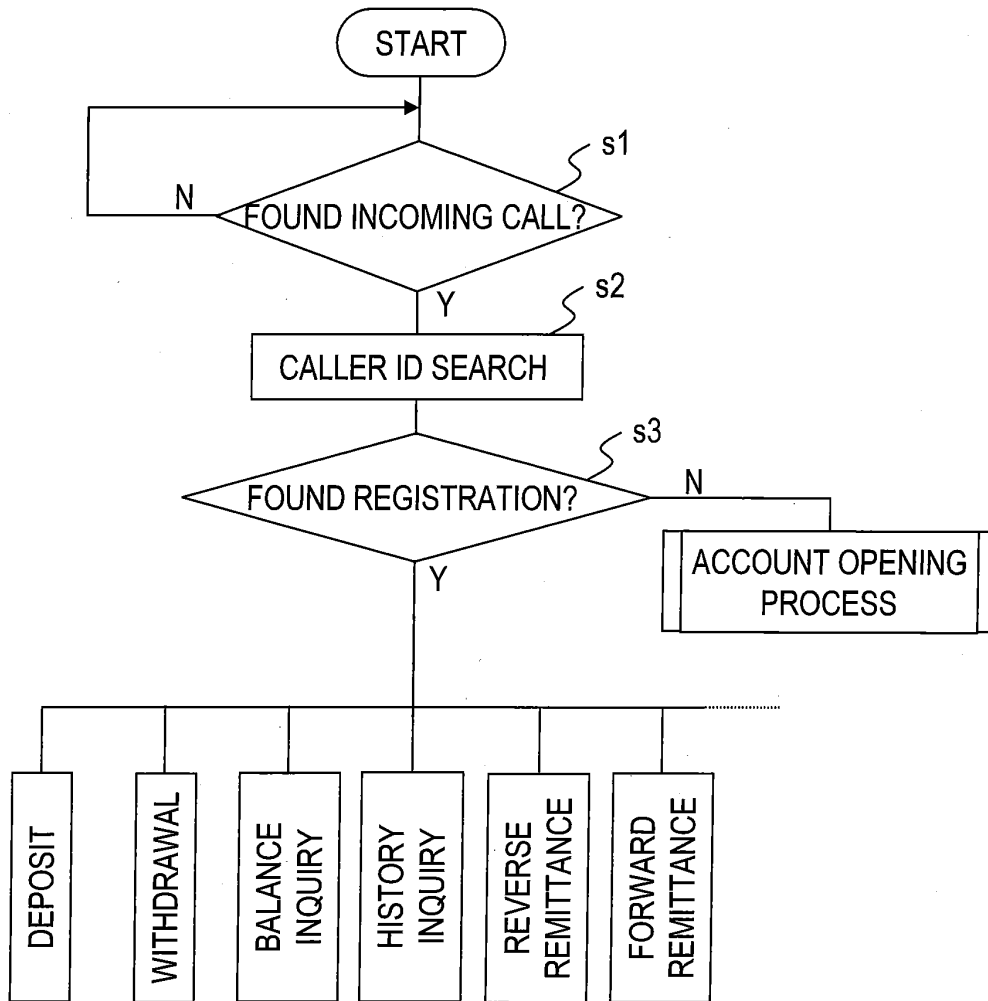 START
s1
N
FOUND INCOMING CALL?
Y
s2
CALLER ID SEARCH
s3
N
FOUND REGISTRATION?
Y
ACCOUNT OPENING
PROCESS
DEPOSIT
WITHDRAWAL
BALANCE
INQUIRY
HISTORY
INQUIRY
REVERSE
REMITTANCE
FORWARD
REMITTANCE